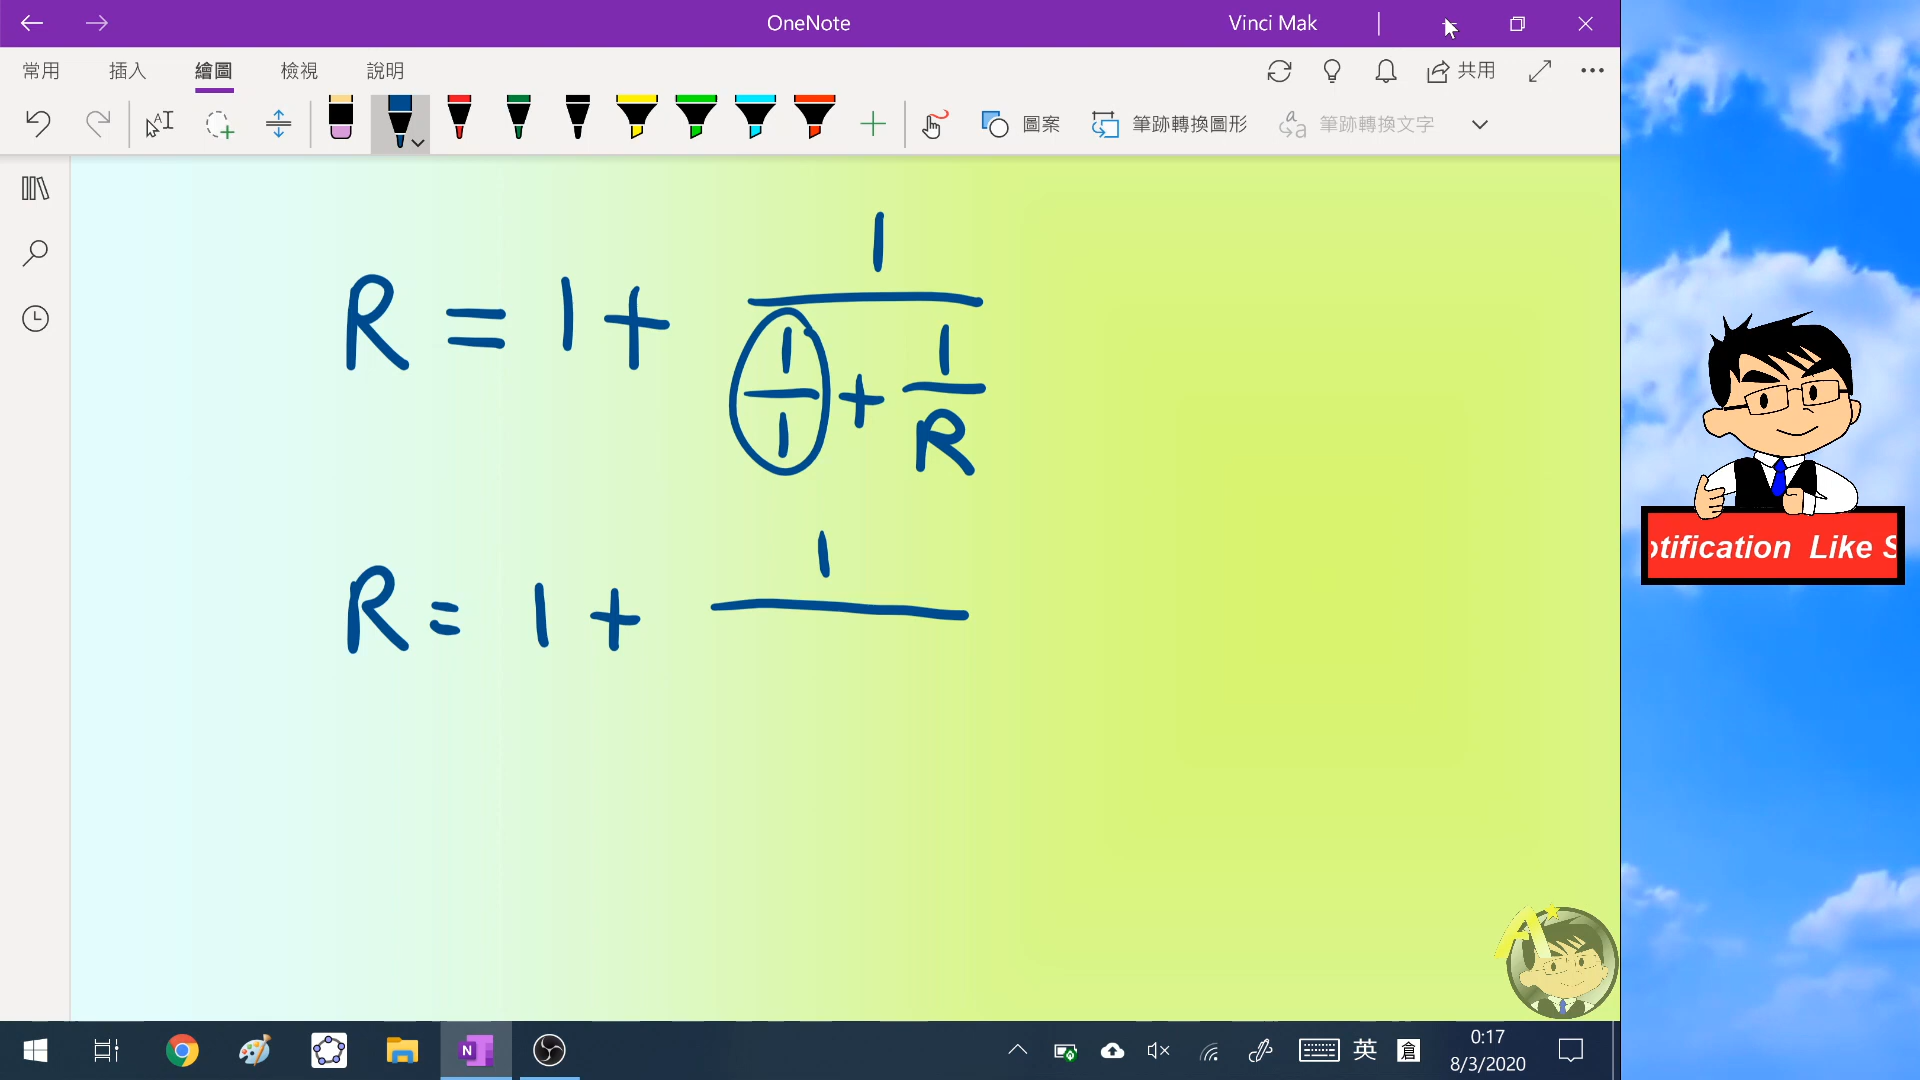 OneNote
Vinci Mak
常用 插入 繪圖 檢視 說明
共用
圖案 筆跡轉換圖形 筆跡轉換文字
R = 1 + 1 / (1/1 + 1/R)
R = 1 + 1
otification Like S
A*
英 倉
0:17
8/3/2020